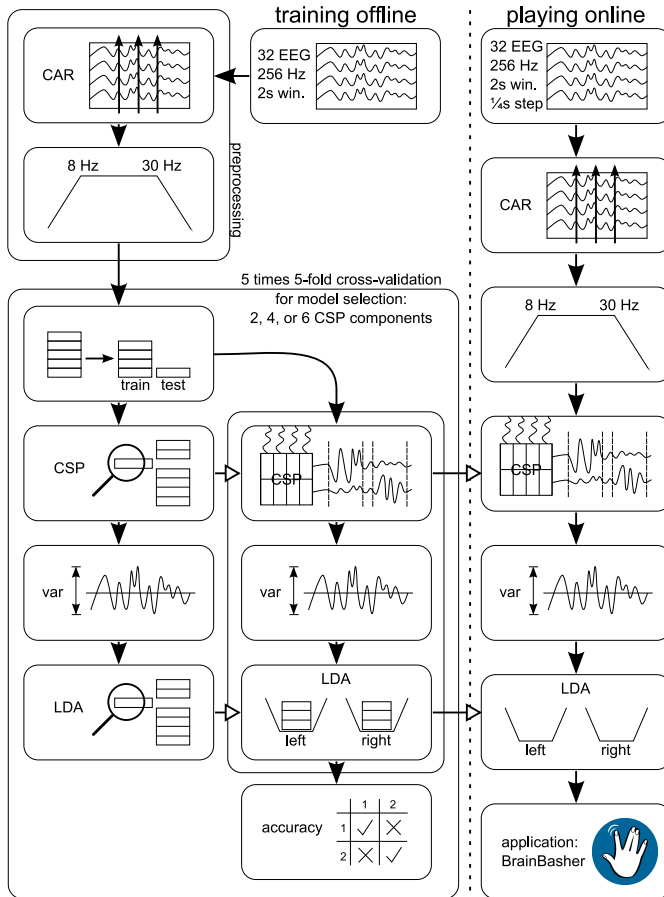 training offline
playing online
CAR
32 EEG
256 Hz
2s win.
8 Hz 30 Hz
preprocessing
5 times 5-fold cross-validation
for model selection:
2, 4, or 6 CSP components
train test
CSP
CSP
var
var
LDA
LDA
left right
accuracy
1 2
1
2
32 EEG
256 Hz
2s win.
¼s step
CAR
8 Hz 30 Hz
CSP
var
LDA
left right
application:
BrainBasher